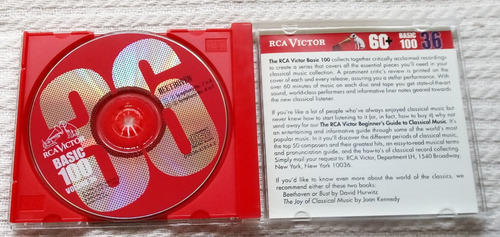 36
BEETHOVEN
RCA VICTOR
BASIC
100
RCA VICTOR
60+
BASIC
100
36
The RCA Victor Basic 100 collects together critically acclaimed recordings
to create a series that covers all the essential pieces you'll need in your
classical music collection. A prominent critic's review is printed on the
cover of each and every release, assuring you get a superior recording. With
over 60 minutes of music on each disc and tape you get state-of-the-art
sound, world-class performers and informative liner notes geared towards
the new classical listener.
If you're like a lot of people who've always enjoyed classical music but
never knew how to start listening to it (or, in fact, how to buy it) why not
send away for our The RCA Victor Beginner's Guide to Classical Music. It's
an entertaining and informative guide through some of the world's most
popular music. In it you'll discover the different periods of classical music,
the top 50 composers and their greatest hits, an easy-to-read musical terms
and pronunciation guide, and the how-to's of classical record collecting.
Simply mail your request to: RCA Victor, Department LH, 1540 Broadway,
New York, New York 10036.
If you'd like to know even more about the world of the classics, we
recommend either of these two books:
Beethoven or Bust by David Hurwitz
The Joy of Classical Music by Joan Kennedy